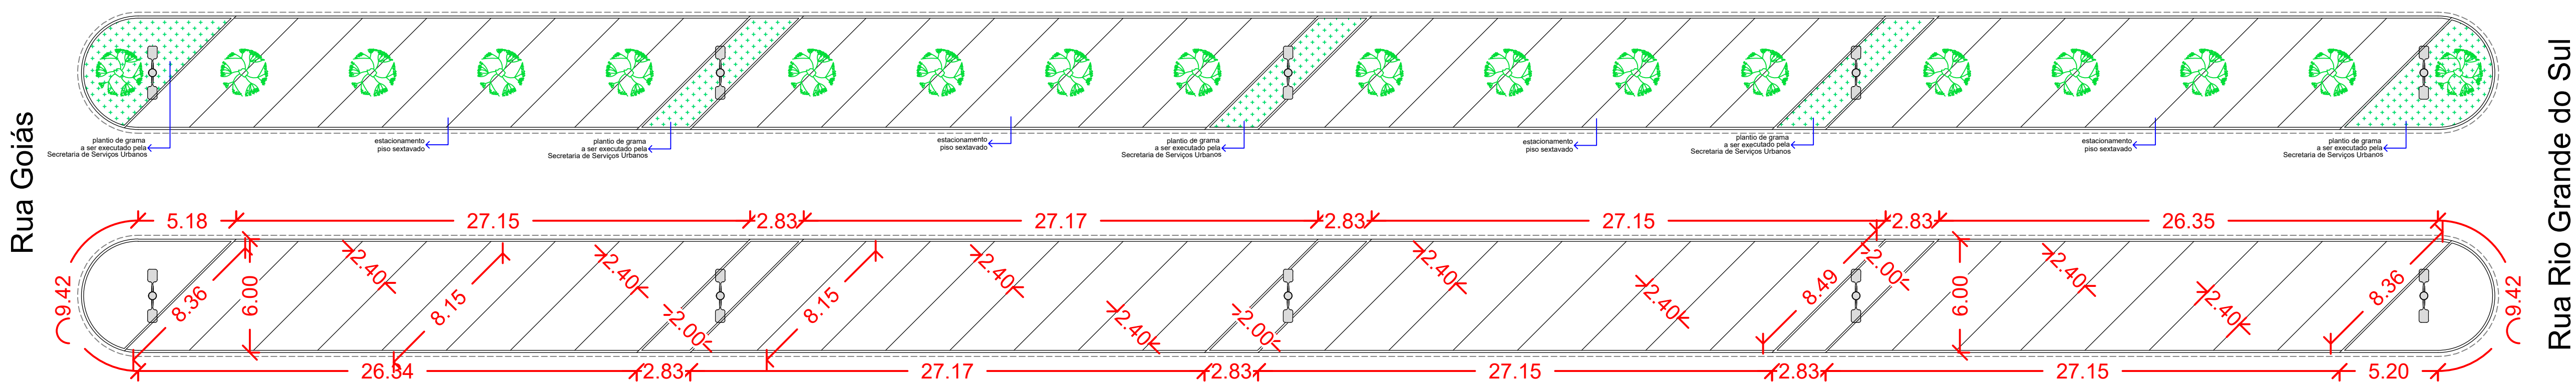 Rua Goiás
plantio de grama
a ser executado pela
Secretaria de Serviços Urbanos
estacionamento
piso sextavado
plantio de grama
a ser executado pela
Secretaria de Serviços Urbanos
estacionamento
piso sextavado
plantio de grama
a ser executado pela
Secretaria de Serviços Urbanos
estacionamento
piso sextavado
plantio de grama
a ser executado pela
Secretaria de Serviços Urbanos
estacionamento
piso sextavado
plantio de grama
a ser executado pela
Secretaria de Serviços Urbanos
Rua Rio Grande do Sul
5.18
27.15
2.83
27.17
2.83
27.15
2.83
26.35
9.42
8.36
6.00
2.40
8.15
2.40
2.00
8.15
2.40
2.40
2.00
2.40
2.40
8.49
2.00
6.00
2.40
2.40
8.36
9.42
26.34
2.83
27.17
2.83
27.15
2.83
27.15
5.20